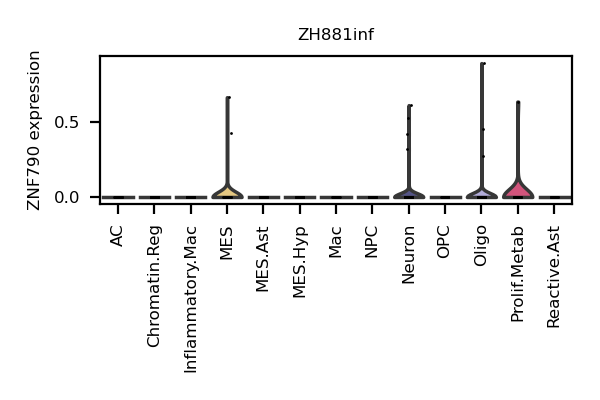 ZH881inf
ZNF790 expression
0.5
0.0
AC
Chromatin.Reg
Inflammatory.Mac
MES
MES.Ast
MES.Hyp
Mac
NPC
Neuron
OPC
Oligo
Prolif.Metab
Reactive.Ast